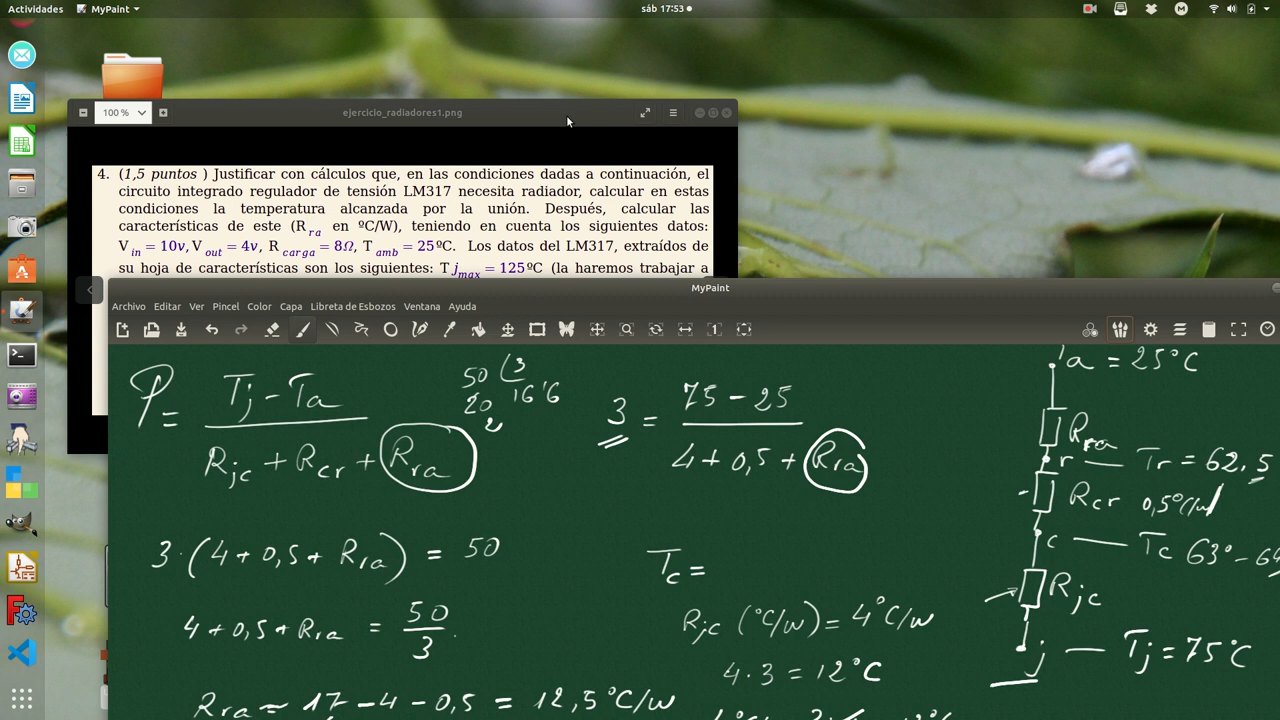 Actividades MyPaint sáb 17:53
100 % ejercicio_radiadores1.png
4. (1,5 puntos ) Justificar con cálculos que, en las condiciones dadas a continuación, el
circuito integrado regulador de tensión LM317 necesita radiador, calcular en estas
condiciones la temperatura alcanzada por la unión. Después, calcular las
características de este (R ra en ºC/W), teniendo en cuenta los siguientes datos:
V in = 10v, V out = 4v, R carga = 8Ω, T amb = 25ºC. Los datos del LM317, extraídos de
su hoja de características son los siguientes: T j max = 125ºC (la haremos trabajar a
MyPaint
Archivo Editar Ver Pincel Color Capa Libreta de Esbozos Ventana Ayuda
P = Tj - Ta / Rjc + Rcr + Rra
50 3
20 16'6
2
3 = 75 - 25 / 4 + 0,5 + Rra
3·(4 + 0,5 + Rra) = 50
4 + 0,5 + Rra = 50 / 3
Rra ≈ 17 - 4 - 0,5 = 12,5°C/W
Tc =
Rjc (°C/W) = 4°C/W
4·3 = 12°C
a = 25°C
Rra
r — Tr = 62,5
Rcr 0,5°C/W
c — Tc 63° - 64
Rjc
j — Tj = 75°C